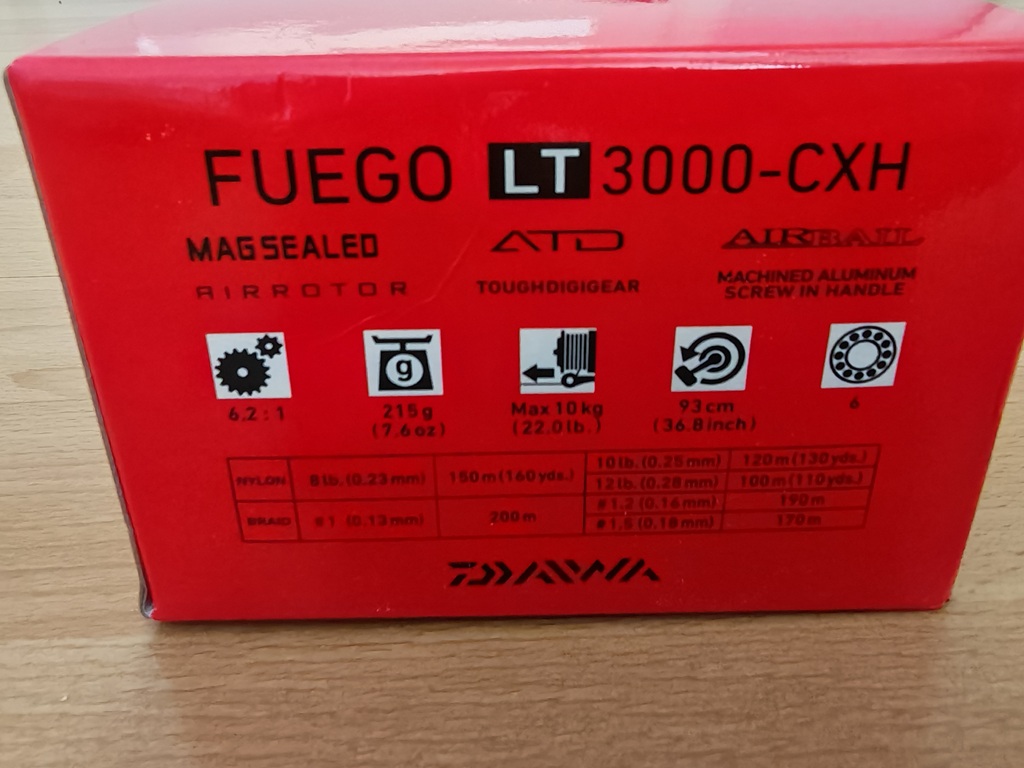 FUEGO LT 3000-CXH
MAGSEALED ATD AIRBAIL
AIRROTOR TOUGHDIGIGEAR MACHINED ALUMINUM
SCREW IN HANDLE
g
6.2:1 215g Max 10kg 93cm 6
(7.6oz) (22.0lb.) (36.8inch)
NYLON 8lb.(0.23mm) 150m(160yds.) 10lb.(0.25mm) 120m(130yds.)
12lb.(0.28mm) 100m(110yds.)
BRAID #1 (0.13mm) 200m #1.2(0.16mm) 190m
#1.5(0.18mm) 170m
DAIWA